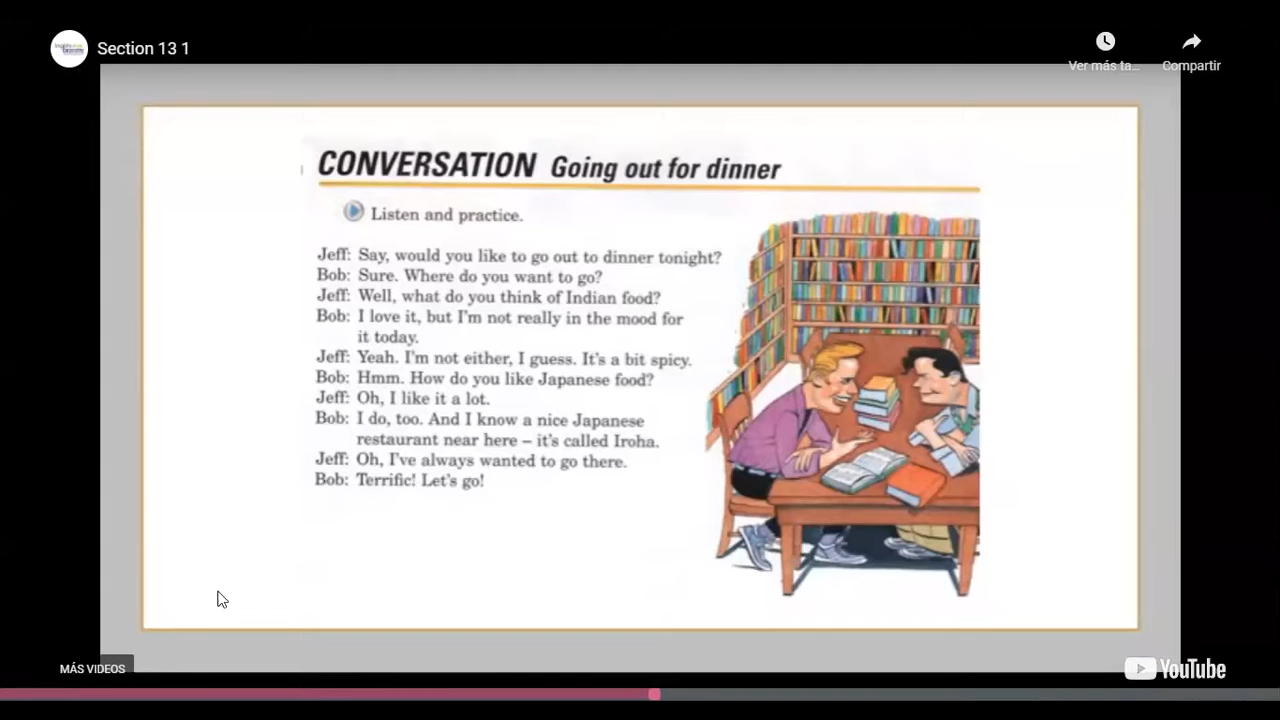 Section 13 1
Ver más ta...
Compartir
CONVERSATION Going out for dinner
Listen and practice.
Jeff: Say, would you like to go out to dinner tonight?
Bob: Sure. Where do you want to go?
Jeff: Well, what do you think of Indian food?
Bob: I love it, but I'm not really in the mood for
it today.
Jeff: Yeah. I'm not either, I guess. It's a bit spicy.
Bob: Hmm. How do you like Japanese food?
Jeff: Oh, I like it a lot.
Bob: I do, too. And I know a nice Japanese
restaurant near here – it's called Iroha.
Jeff: Oh, I've always wanted to go there.
Bob: Terrific! Let's go!
MÁS VIDEOS
YouTube